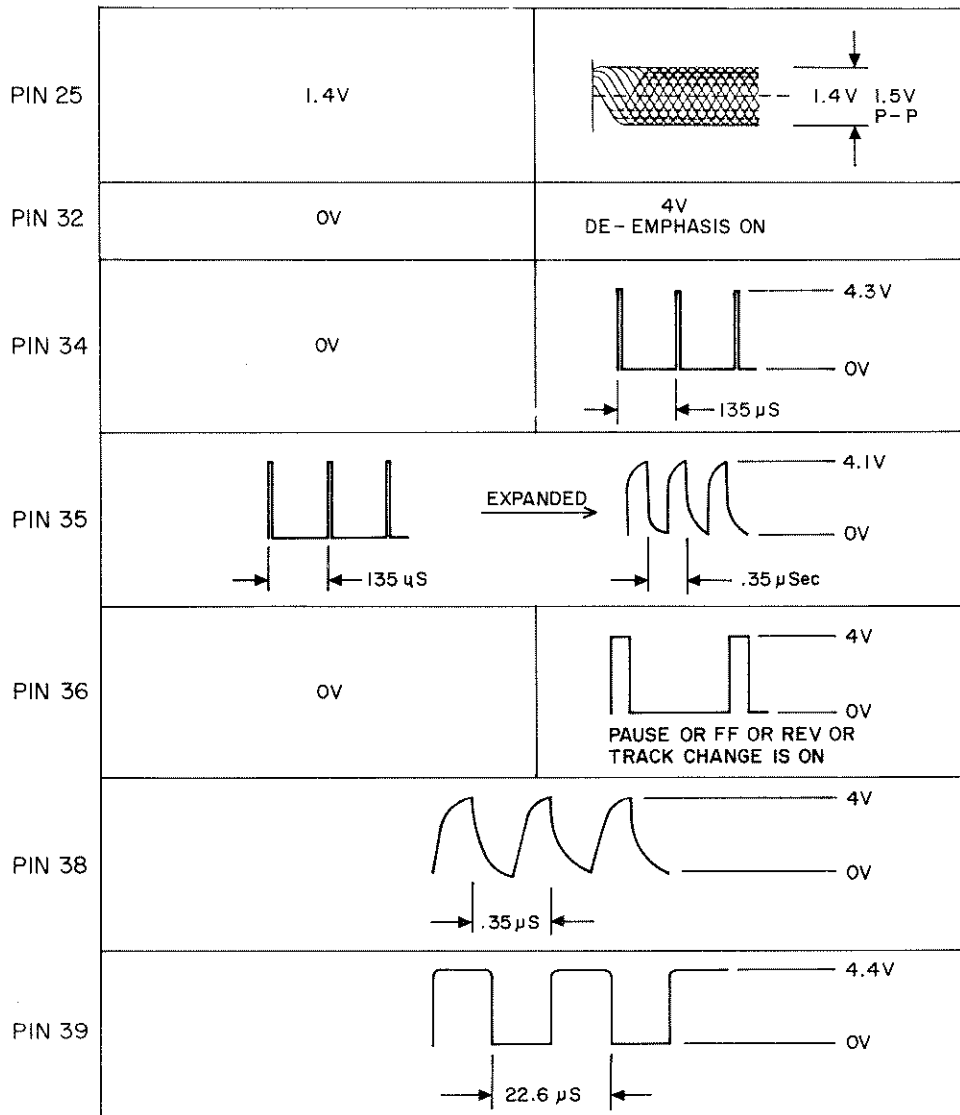 PIN 25
1.4V
1.4V 1.5V
P-P
PIN 32
0V
4V
DE-EMPHASIS ON
PIN 34
0V
4.3V
0V
135 µS
PIN 35
135 µS
EXPANDED
4.1V
0V
.35 µSec
PIN 36
0V
4V
0V
PAUSE OR FF OR REV OR
TRACK CHANGE IS ON
PIN 38
4V
0V
.35 µS
PIN 39
4.4V
0V
22.6 µS